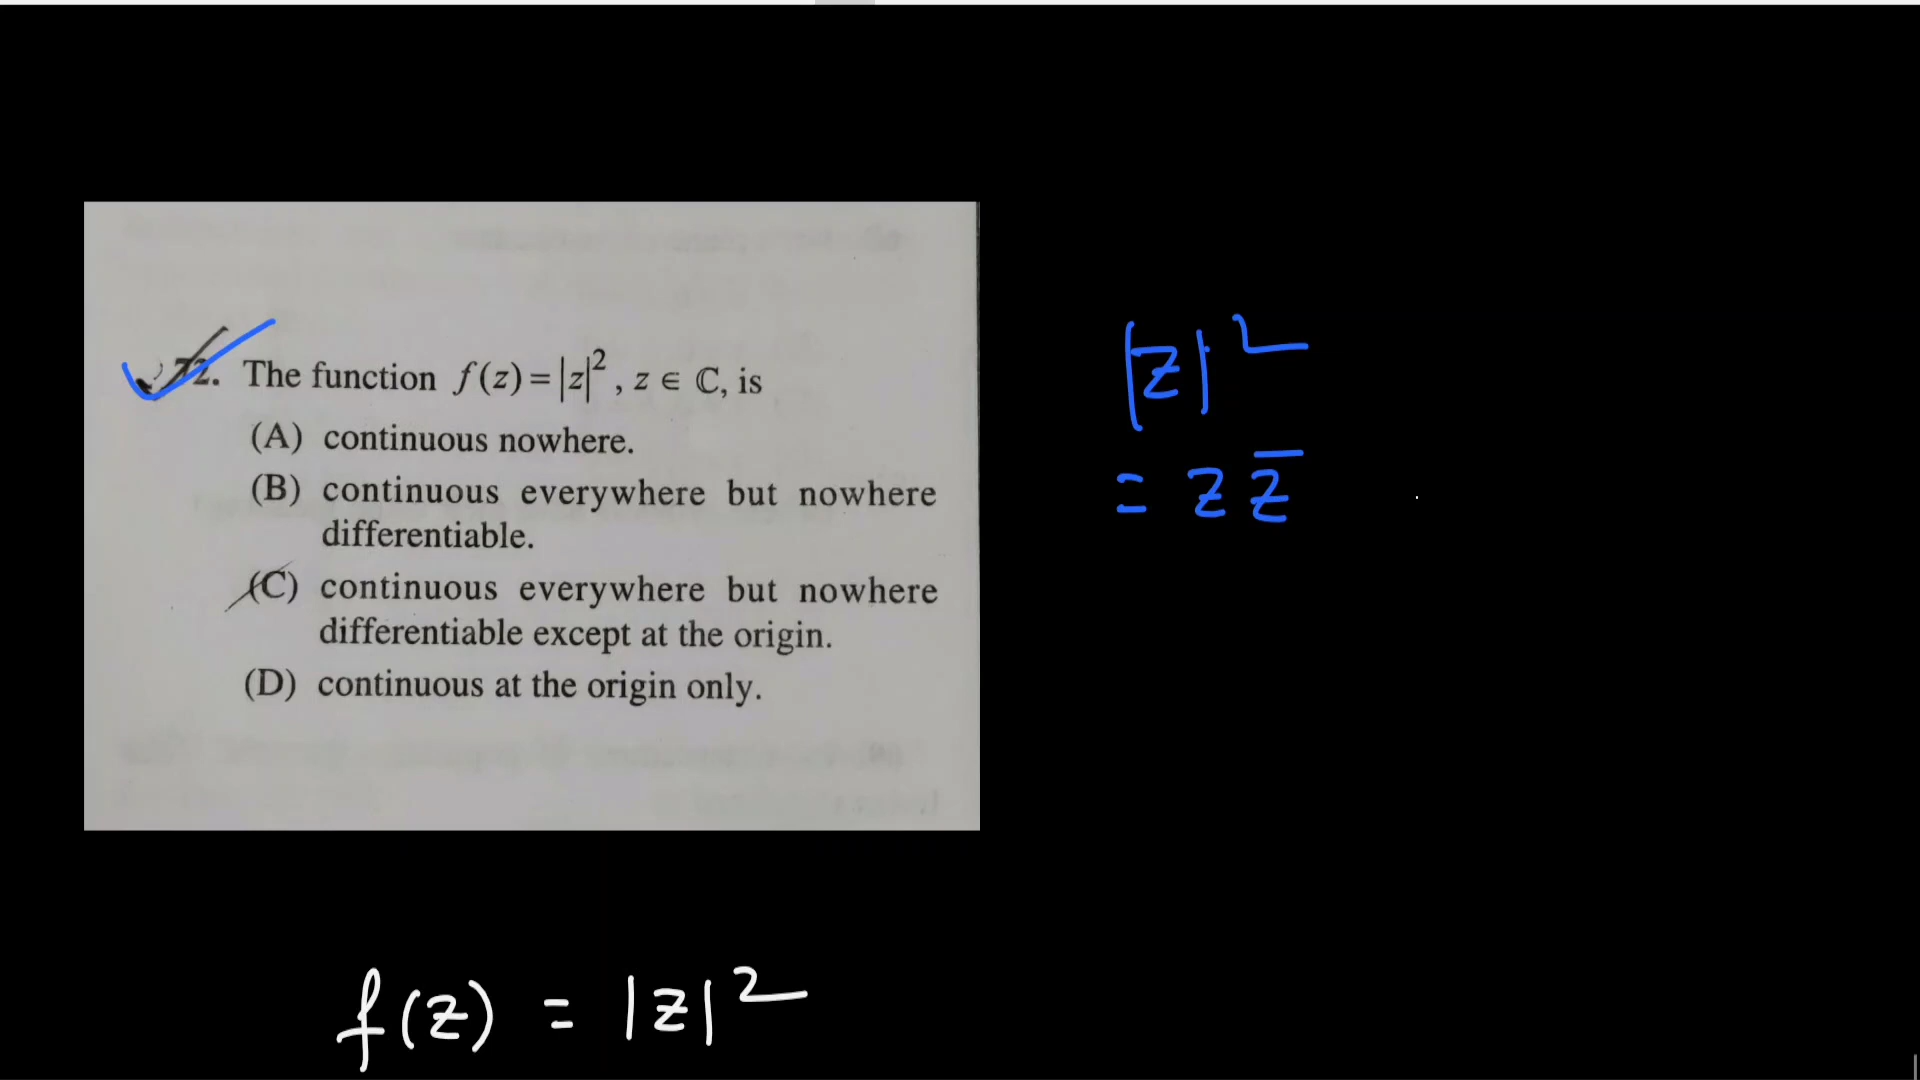 72. The function f(z) = |z|², z ∈ ℂ, is
(A) continuous nowhere.
(B) continuous everywhere but nowhere
differentiable.
(C) continuous everywhere but nowhere
differentiable except at the origin.
(D) continuous at the origin only.
|z|²
= z z̅
f(z) = |z|²